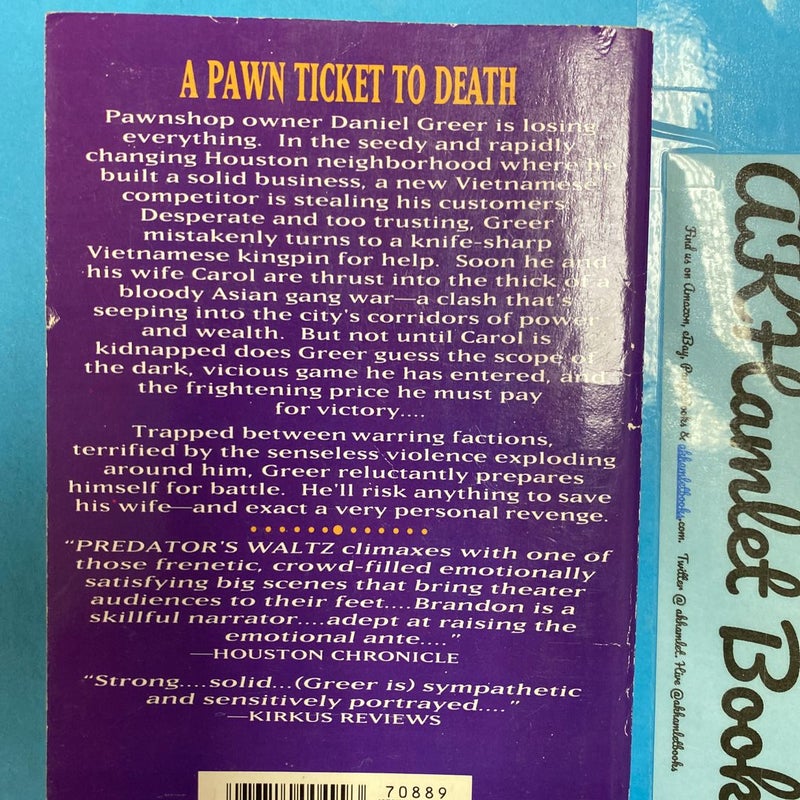 A PAWN TICKET TO DEATH
Pawnshop owner Daniel Greer is losing
everything. In the seedy and rapidly
changing Houston neighborhood where he
built a solid business, a new Vietnamese
competitor is stealing his customers.
Desperate and too trusting, Greer
mistakenly turns to a knife-sharp
Vietnamese kingpin for help. Soon he and
his wife Carol are thrust into the thick of a
bloody Asian gang war—a clash that's
seeping into the city's corridors of power
and wealth. But not until Carol is
kidnapped does Greer guess the scope of
the dark, vicious game he has entered, and
the frightening price he must pay
for victory....
Trapped between warring factions,
terrified by the senseless violence exploding
around him, Greer reluctantly prepares
himself for battle. He'll risk anything to save
his wife—and exact a very personal revenge.
"PREDATOR'S WALTZ climaxes with one of
those frenetic, crowd-filled emotionally
satisfying big scenes that bring theater
audiences to their feet....Brandon is a
skillful narrator....adept at raising the
emotional ante...."
—HOUSTON CHRONICLE
"Strong....solid...(Greer is) sympathetic
and sensitively portrayed...."
—KIRKUS REVIEWS
70889
aKHamlet Book
Find us on Amazon, eBay, & akhamletbooks.com. Twitter @ akhamlet. Hive @akhamletbooks